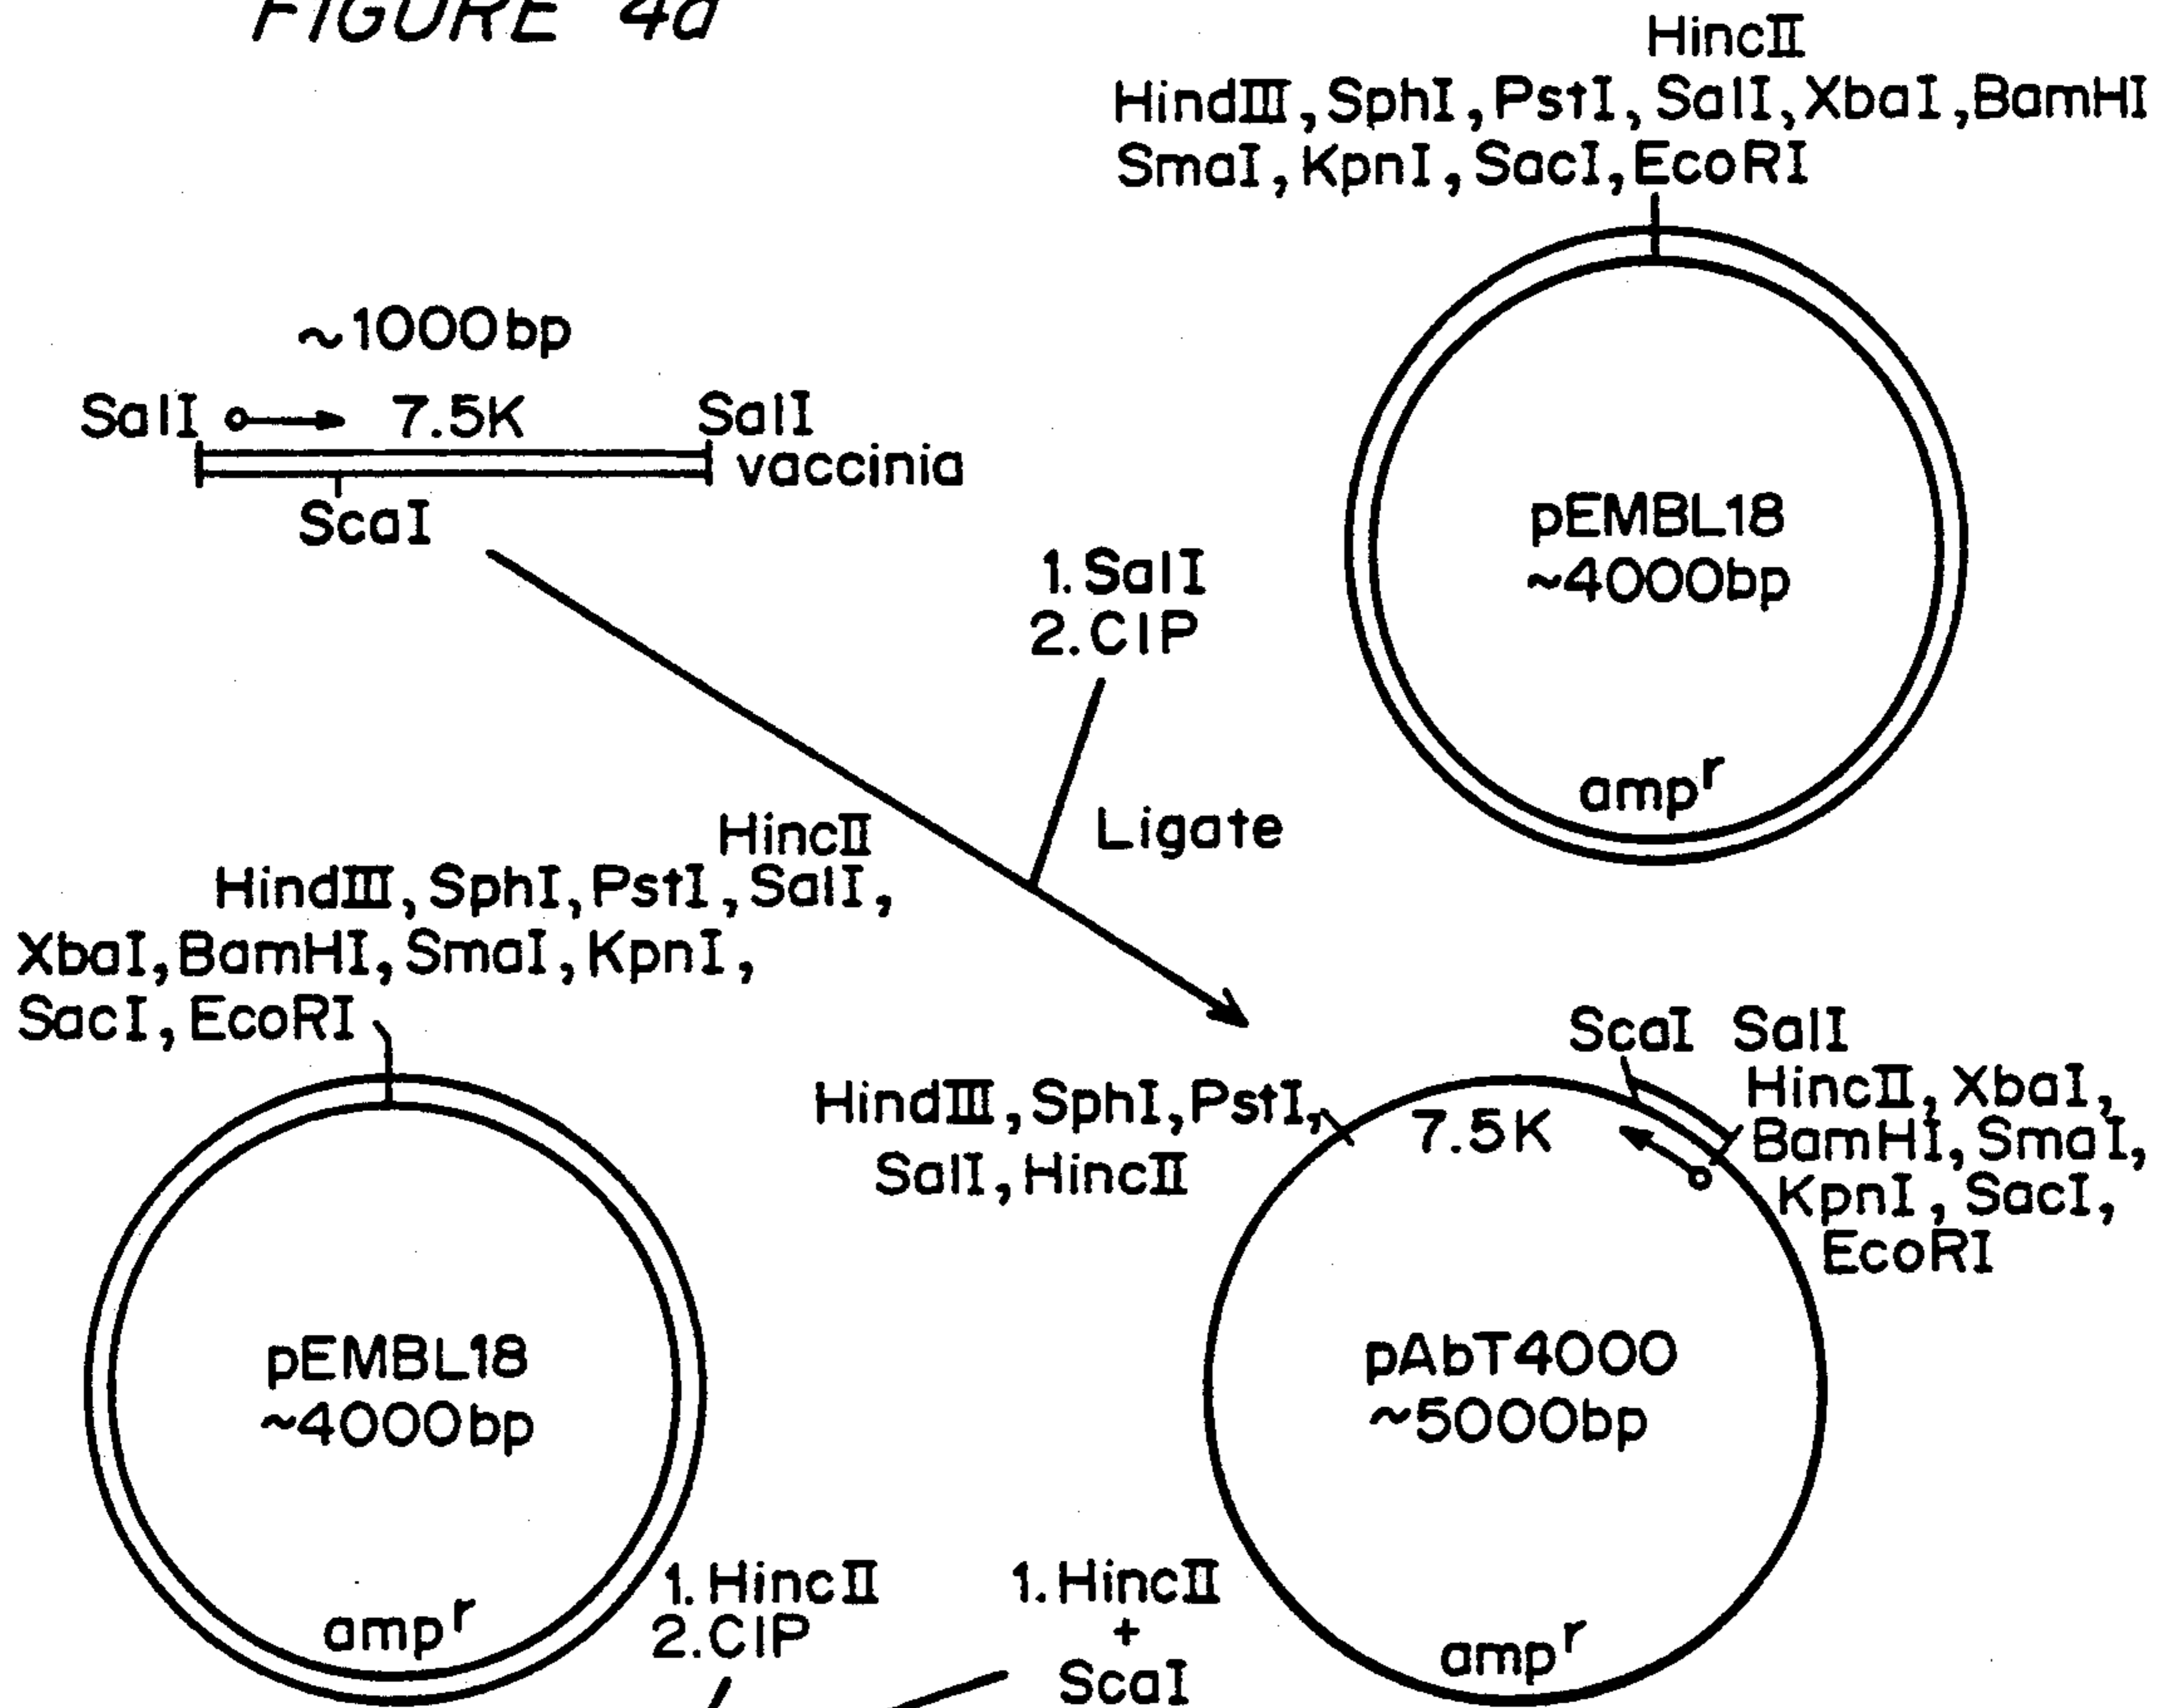 FIGURE 4a
HincII
HindIII, SphI, PstI, SalI, XbaI, BamHI
SmaI, KpnI, SacI, EcoRI
~1000bp
SalI 7.5K SalI
vaccinia
ScaI
pEMBL18
~4000bp
ampʳ
1. SalI
2. CIP
Ligate
HincII
HindIII, SphI, PstI, SalI,
XbaI, BamHI, SmaI, KpnI,
SacI, EcoRI
pEMBL18
~4000bp
ampʳ
ScaI SalI
HindIII, SphI, PstI,
SalI, HincII
7.5K
HincII, XbaI,
BamHI, SmaI,
KpnI, SacI,
EcoRI
pAbT4000
~5000bp
ampʳ
1. HincII
2. CIP
1. HincII
+
ScaI